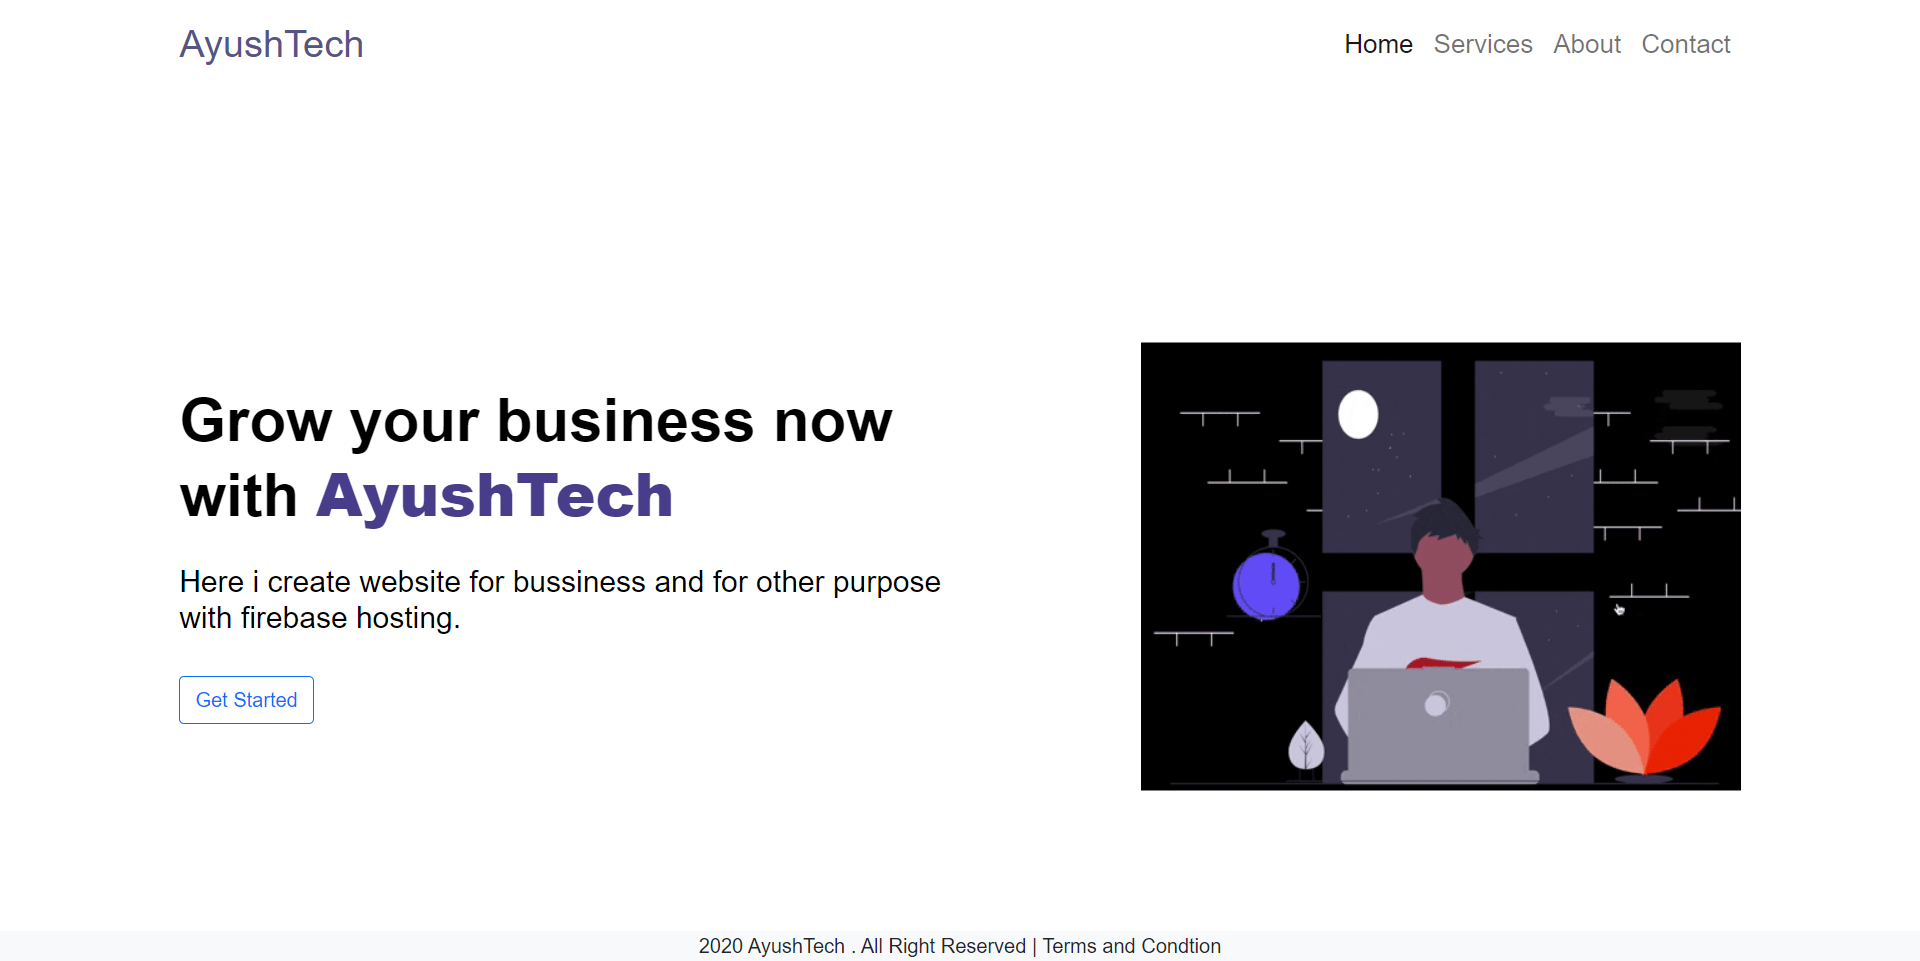 AyushTech
Home Services About Contact
Grow your business now
with AyushTech
Here i create website for bussiness and for other purpose
with firebase hosting.
Get Started
2020 AyushTech . All Right Reserved | Terms and Condtion